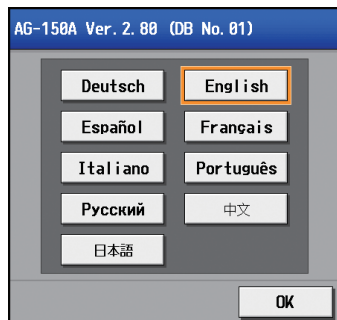 AG-150A Ver. 2. 80 (DB No. 01)
Deutsch English
Español Français
Italiano Português
Русский 中文
日本語
OK